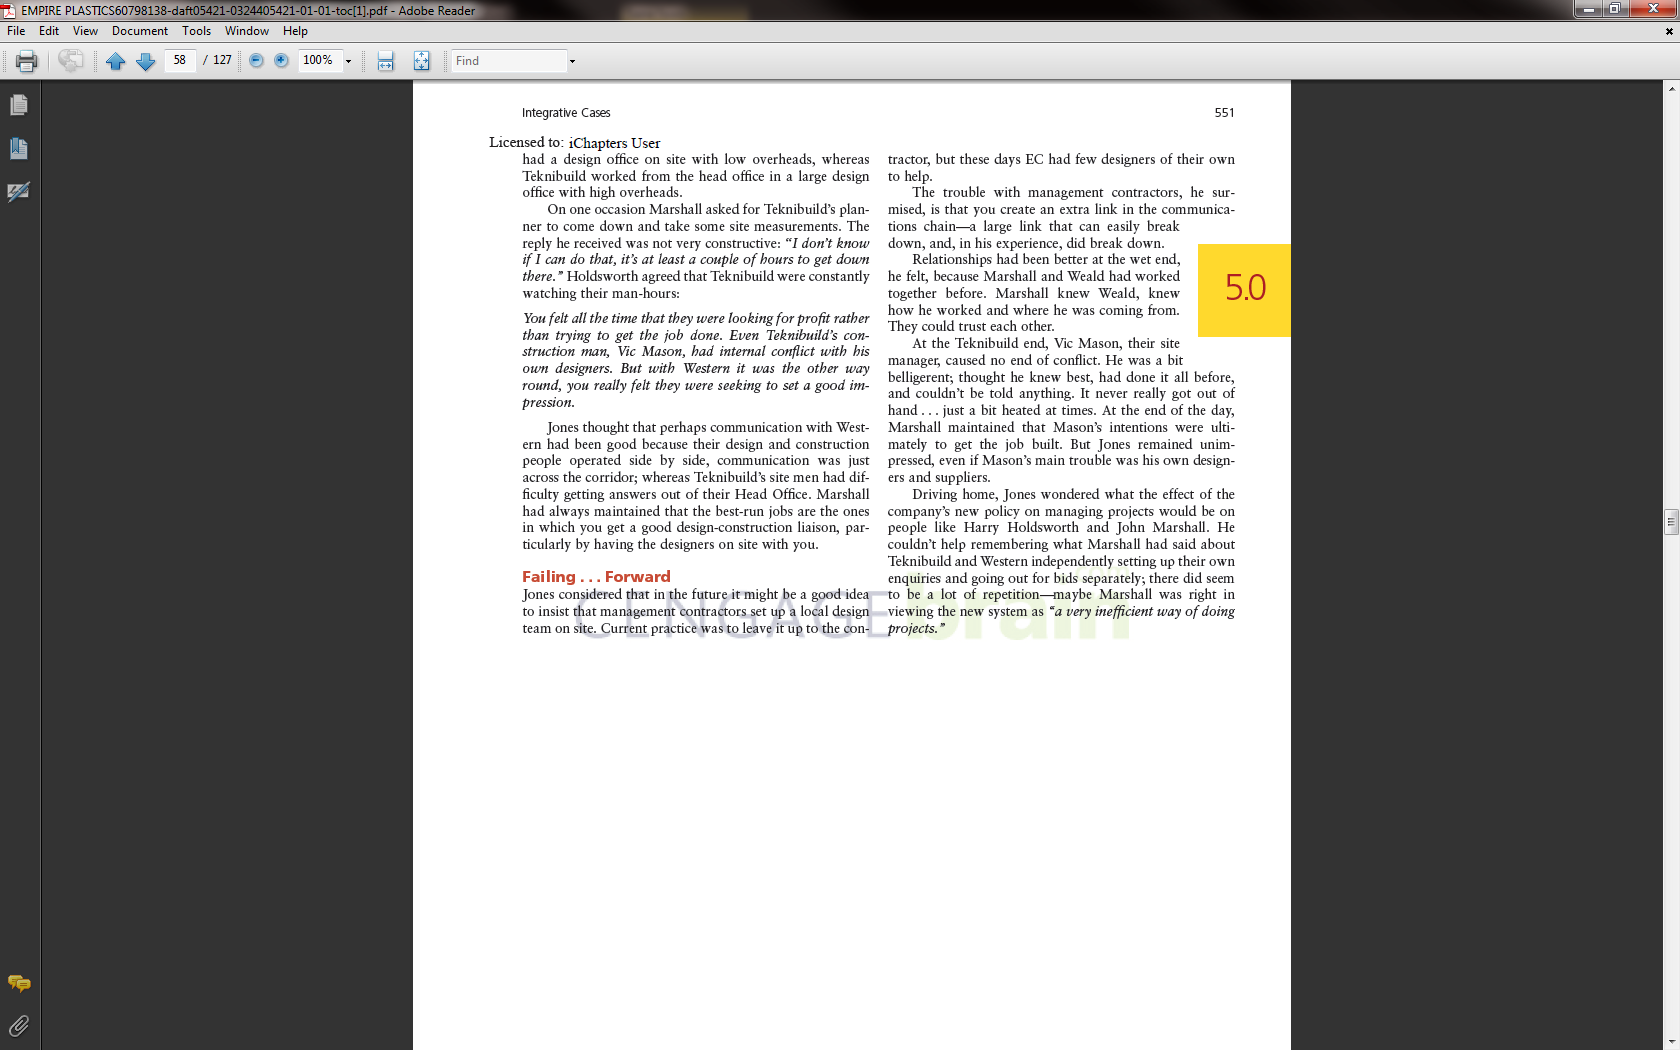 EMPIRE PLASTICS60798138-daft05421-0324405421-01-01-toc[1].pdf - Adobe Reader
File Edit View Document Tools Window Help
58 / 127 100% Find
Integrative Cases 551
Licensed to: iChapters User
had a design office on site with low overheads, whereas
Teknibuild worked from the head office in a large design
office with high overheads.
On one occasion Marshall asked for Teknibuild's plan-
ner to come down and take some site measurements. The
reply he received was not very constructive: "I don't know
if I can do that, it's at least a couple of hours to get down
there." Holdsworth agreed that Teknibuild were constantly
watching their man-hours:
You felt all the time that they were looking for profit rather
than trying to get the job done. Even Teknibuild's con-
struction man, Vic Mason, had internal conflict with his
own designers. But with Western it was the other way
round, you really felt they were seeking to set a good im-
pression.
Jones thought that perhaps communication with West-
ern had been good because their design and construction
people operated side by side, communication was just
across the corridor; whereas Teknibuild's site men had dif-
ficulty getting answers out of their Head Office. Marshall
had always maintained that the best-run jobs are the ones
in which you get a good design-construction liaison, par-
ticularly by having the designers on site with you.
Failing . . . Forward
Jones considered that in the future it might be a good idea
to insist that management contractors set up a local design
team on site. Current practice was to leave it up to the con-
tractor, but these days EC had few designers of their own
to help.
The trouble with management contractors, he sur-
mised, is that you create an extra link in the communica-
tions chain—a large link that can easily break
down, and, in his experience, did break down.
Relationships had been better at the wet end,
he felt, because Marshall and Weald had worked
together before. Marshall knew Weald, knew
how he worked and where he was coming from.
They could trust each other.
At the Teknibuild end, Vic Mason, their site
manager, caused no end of conflict. He was a bit
belligerent; thought he knew best, had done it all before,
and couldn't be told anything. It never really got out of
hand . . . just a bit heated at times. At the end of the day,
Marshall maintained that Mason's intentions were ulti-
mately to get the job built. But Jones remained unim-
pressed, even if Mason's main trouble was his own design-
ers and suppliers.
Driving home, Jones wondered what the effect of the
company's new policy on managing projects would be on
people like Harry Holdsworth and John Marshall. He
couldn't help remembering what Marshall had said about
Teknibuild and Western independently setting up their own
enquiries and going out for bids separately; there did seem
to be a lot of repetition—maybe Marshall was right in
viewing the new system as "a very inefficient way of doing
projects."
5.0
CENGAGE brain
.com